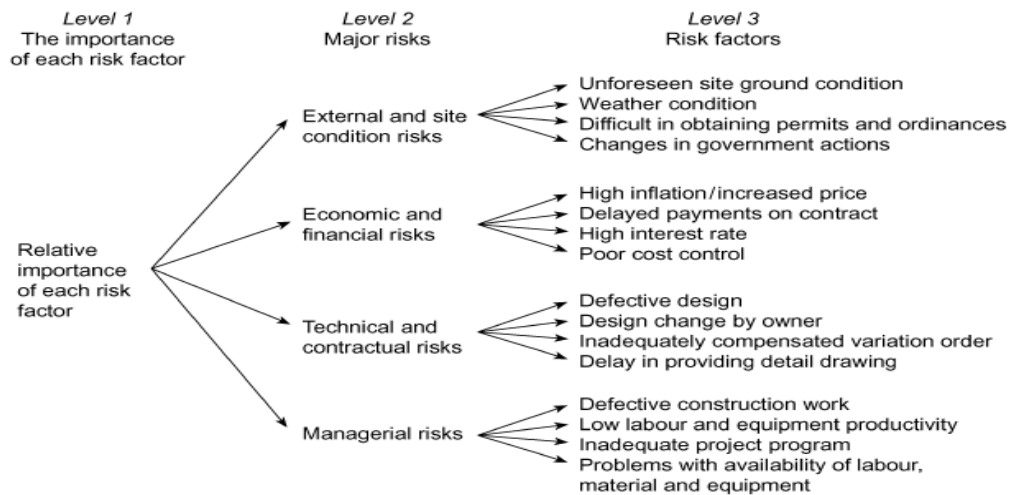 Level 1
The importance
of each risk factor
Level 2
Major risks
Level 3
Risk factors
Relative
importance
of each risk
factor
External and site
condition risks
Unforeseen site ground condition
Weather condition
Difficult in obtaining permits and ordinances
Changes in government actions
Economic and
financial risks
High inflation/increased price
Delayed payments on contract
High interest rate
Poor cost control
Technical and
contractual risks
Defective design
Design change by owner
Inadequately compensated variation order
Delay in providing detail drawing
Managerial risks
Defective construction work
Low labour and equipment productivity
Inadequate project program
Problems with availability of labour,
material and equipment